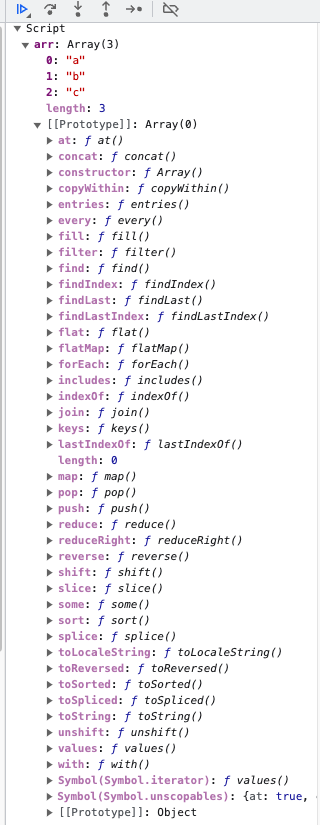 Script
arr: Array(3)
0: "a"
1: "b"
2: "c"
length: 3
[[Prototype]]: Array(0)
at: ƒ at()
concat: ƒ concat()
constructor: ƒ Array()
copyWithin: ƒ copyWithin()
entries: ƒ entries()
every: ƒ every()
fill: ƒ fill()
filter: ƒ filter()
find: ƒ find()
findIndex: ƒ findIndex()
findLast: ƒ findLast()
findLastIndex: ƒ findLastIndex()
flat: ƒ flat()
flatMap: ƒ flatMap()
forEach: ƒ forEach()
includes: ƒ includes()
indexOf: ƒ indexOf()
join: ƒ join()
keys: ƒ keys()
lastIndexOf: ƒ lastIndexOf()
length: 0
map: ƒ map()
pop: ƒ pop()
push: ƒ push()
reduce: ƒ reduce()
reduceRight: ƒ reduceRight()
reverse: ƒ reverse()
shift: ƒ shift()
slice: ƒ slice()
some: ƒ some()
sort: ƒ sort()
splice: ƒ splice()
toLocaleString: ƒ toLocaleString()
toReversed: ƒ toReversed()
toSorted: ƒ toSorted()
toSpliced: ƒ toSpliced()
toString: ƒ toString()
unshift: ƒ unshift()
values: ƒ values()
with: ƒ with()
Symbol(Symbol.iterator): ƒ values()
Symbol(Symbol.unscopables): {at: true,
[[Prototype]]: Object